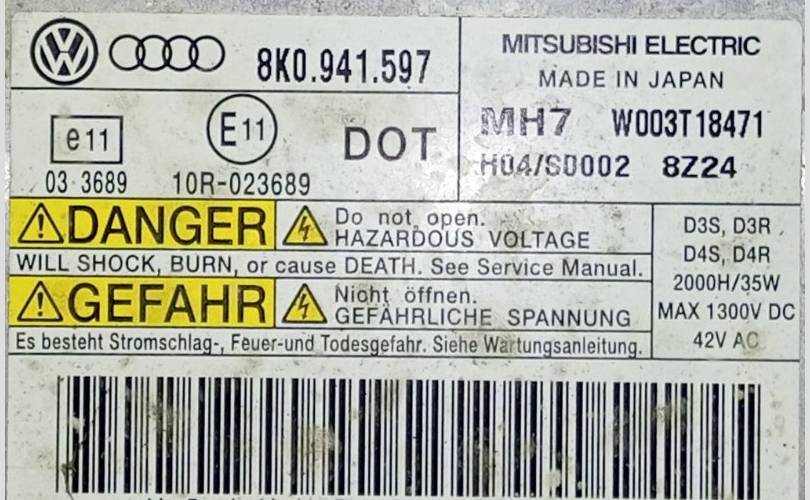 8K0.941.597
MITSUBISHI ELECTRIC
MADE IN JAPAN
MH7 W003T18471
H04/S0002 8Z24
e11
E11
DOT
03 3689
10R-023689
DANGER
Do not open.
HAZARDOUS VOLTAGE
WILL SHOCK, BURN, or cause DEATH. See Service Manual.
GEFAHR
Nicht öffnen.
GEFÄHRLICHE SPANNUNG
Es besteht Stromschlag-, Feuer-und Todesgefahr. Siehe Wartungsanleitung.
D3S, D3R
D4S, D4R
2000H/35W
MAX 1300V DC
42V AC